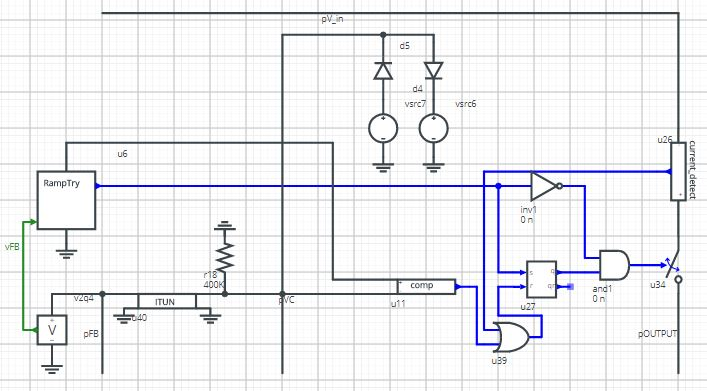 pV_in
d5
d4
vsrc7
vsrc6
u6
u26
current_detect
RampTry
inv1
0 n
vFB
r18
400K
s
q
r
qn
and1
0 n
u34
v2q4
ITUN
pVC
comp
u11
u27
u40
V
pFB
pOUTPUT
u39